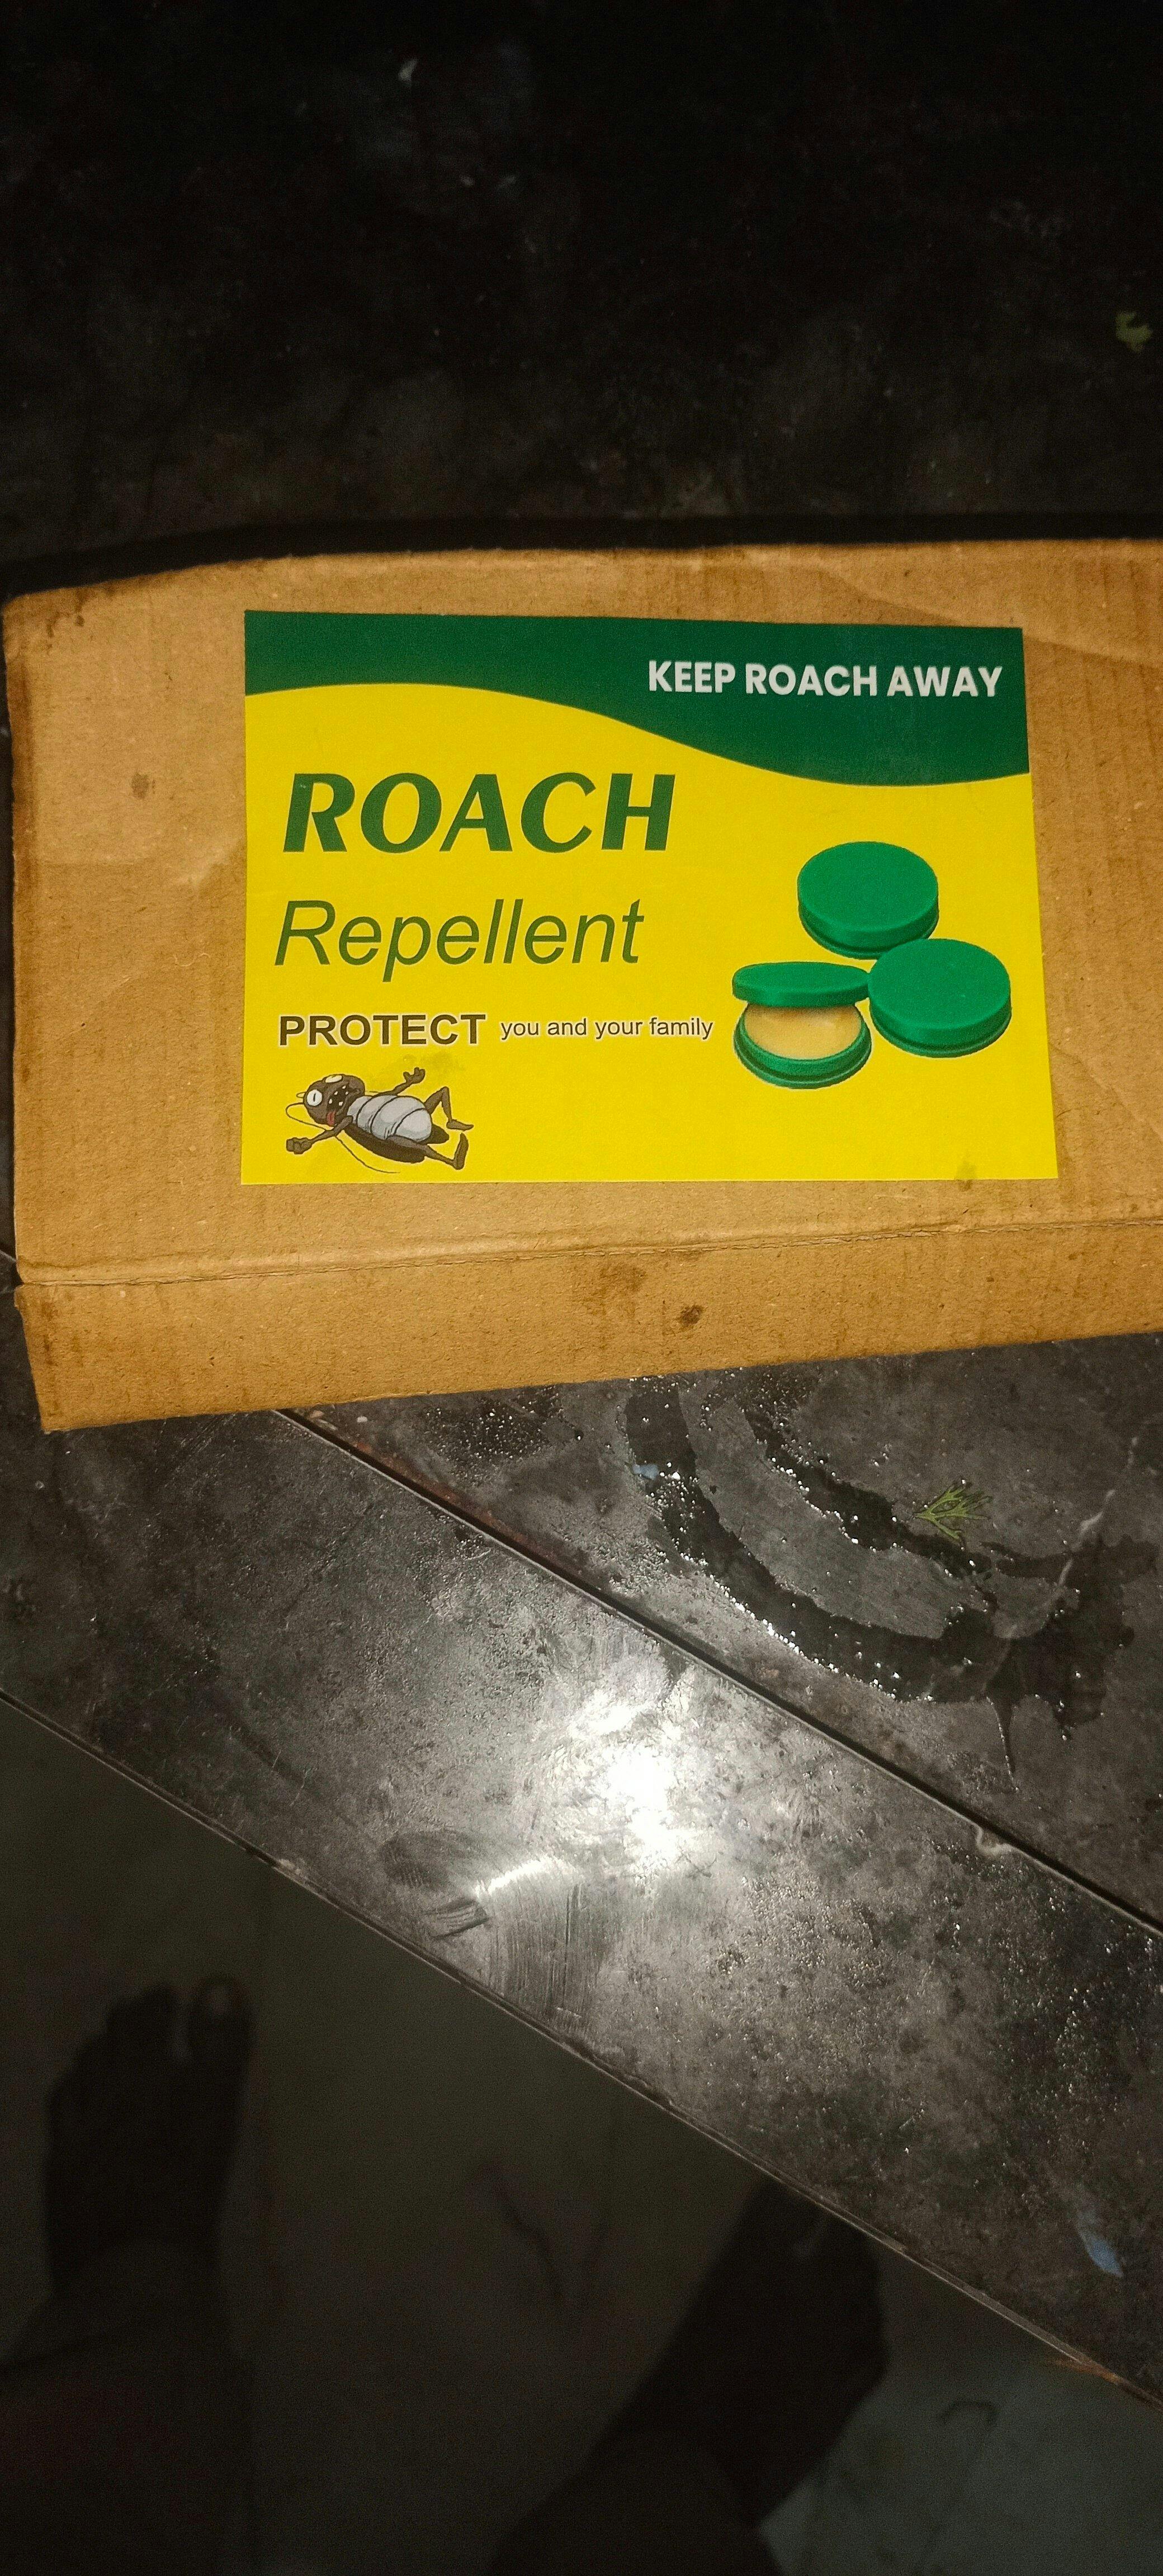 KEEP ROACH AWAY
ROACH
Repellent
PROTECT you and your family